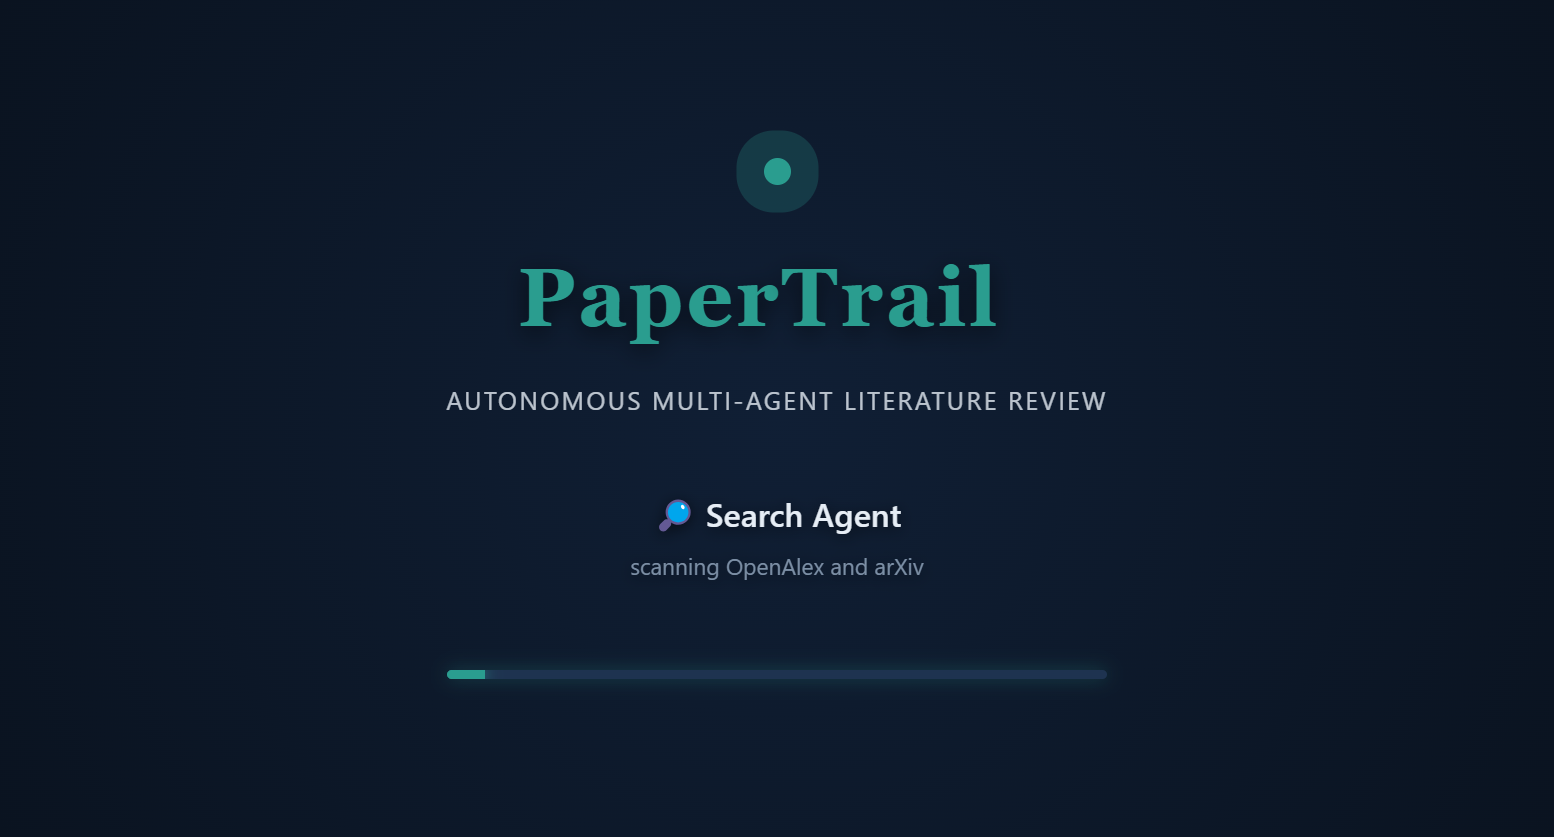 PaperTrail
AUTONOMOUS MULTI-AGENT LITERATURE REVIEW
Search Agent
scanning OpenAlex and arXiv